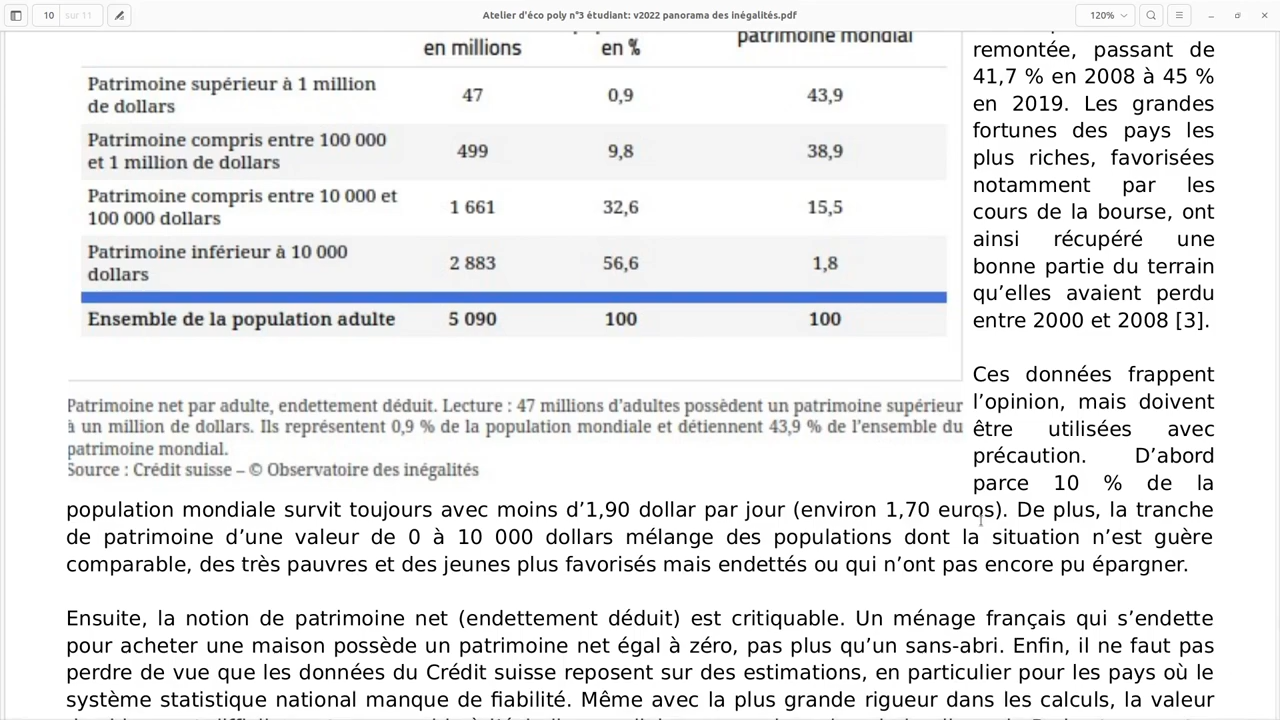 10 sur 11
Atelier d'éco poly n°3 étudiant: v2022 panorama des inégalités.pdf
120%
en millions
en %
patrimoine mondial
Patrimoine supérieur à 1 million
de dollars
47
0,9
43,9
Patrimoine compris entre 100 000
et 1 million de dollars
499
9,8
38,9
Patrimoine compris entre 10 000 et
100 000 dollars
1 661
32,6
15,5
Patrimoine inférieur à 10 000
dollars
2 883
56,6
1,8
Ensemble de la population adulte
5 090
100
100
Patrimoine net par adulte, endettement déduit. Lecture : 47 millions d'adultes possèdent un patrimoine supérieur
à un million de dollars. Ils représentent 0,9 % de la population mondiale et détiennent 43,9 % de l'ensemble du
patrimoine mondial.
Source : Crédit suisse – © Observatoire des inégalités
remontée, passant de
41,7 % en 2008 à 45 %
en 2019. Les grandes
fortunes des pays les
plus riches, favorisées
notamment par les
cours de la bourse, ont
ainsi récupéré une
bonne partie du terrain
qu'elles avaient perdu
entre 2000 et 2008 [3].
Ces données frappent
l'opinion, mais doivent
être utilisées avec
précaution. D'abord
parce 10 % de la
population mondiale survit toujours avec moins d'1,90 dollar par jour (environ 1,70 euros). De plus, la tranche
de patrimoine d'une valeur de 0 à 10 000 dollars mélange des populations dont la situation n'est guère
comparable, des très pauvres et des jeunes plus favorisés mais endettés ou qui n'ont pas encore pu épargner.
Ensuite, la notion de patrimoine net (endettement déduit) est critiquable. Un ménage français qui s'endette
pour acheter une maison possède un patrimoine net égal à zéro, pas plus qu'un sans-abri. Enfin, il ne faut pas
perdre de vue que les données du Crédit suisse reposent sur des estimations, en particulier pour les pays où le
système statistique national manque de fiabilité. Même avec la plus grande rigueur dans les calculs, la valeur